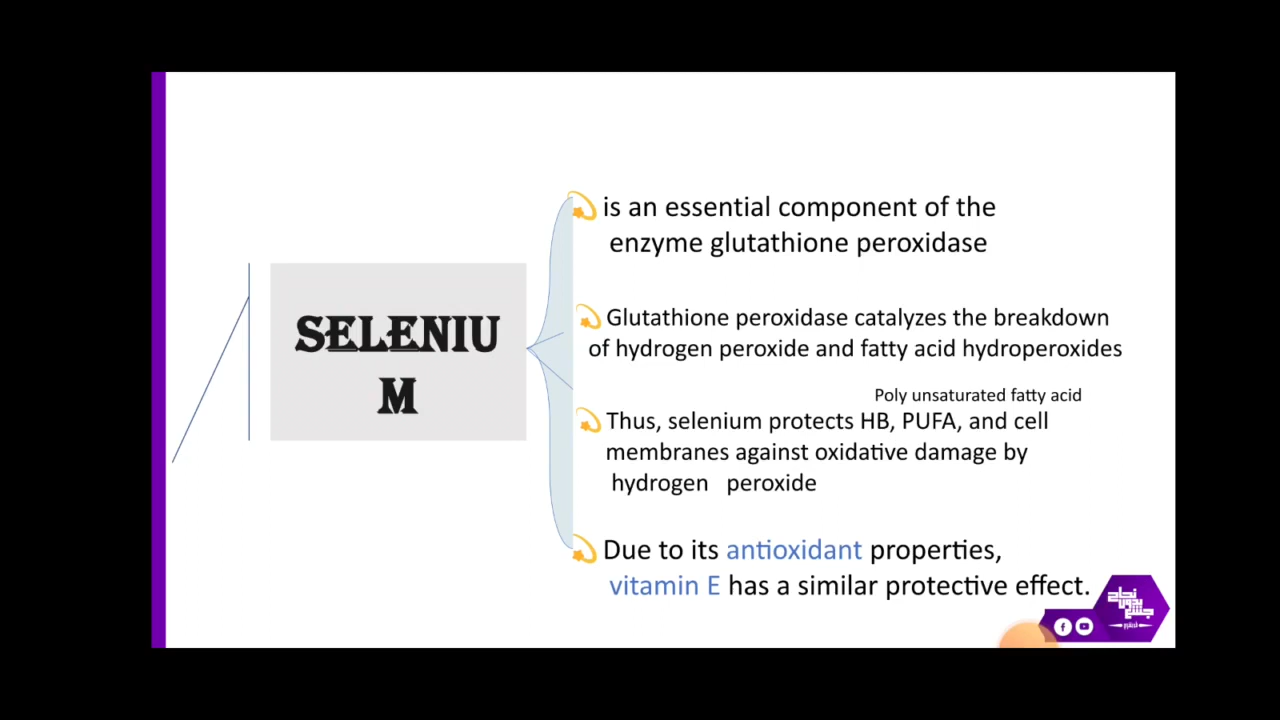 SELENIU
M
is an essential component of the
enzyme glutathione peroxidase
Glutathione peroxidase catalyzes the breakdown
of hydrogen peroxide and fatty acid hydroperoxides
Poly unsaturated fatty acid
Thus, selenium protects HB, PUFA, and cell
membranes against oxidative damage by
hydrogen peroxide
Due to its antioxidant properties,
vitamin E has a similar protective effect.
نجاح
بدون